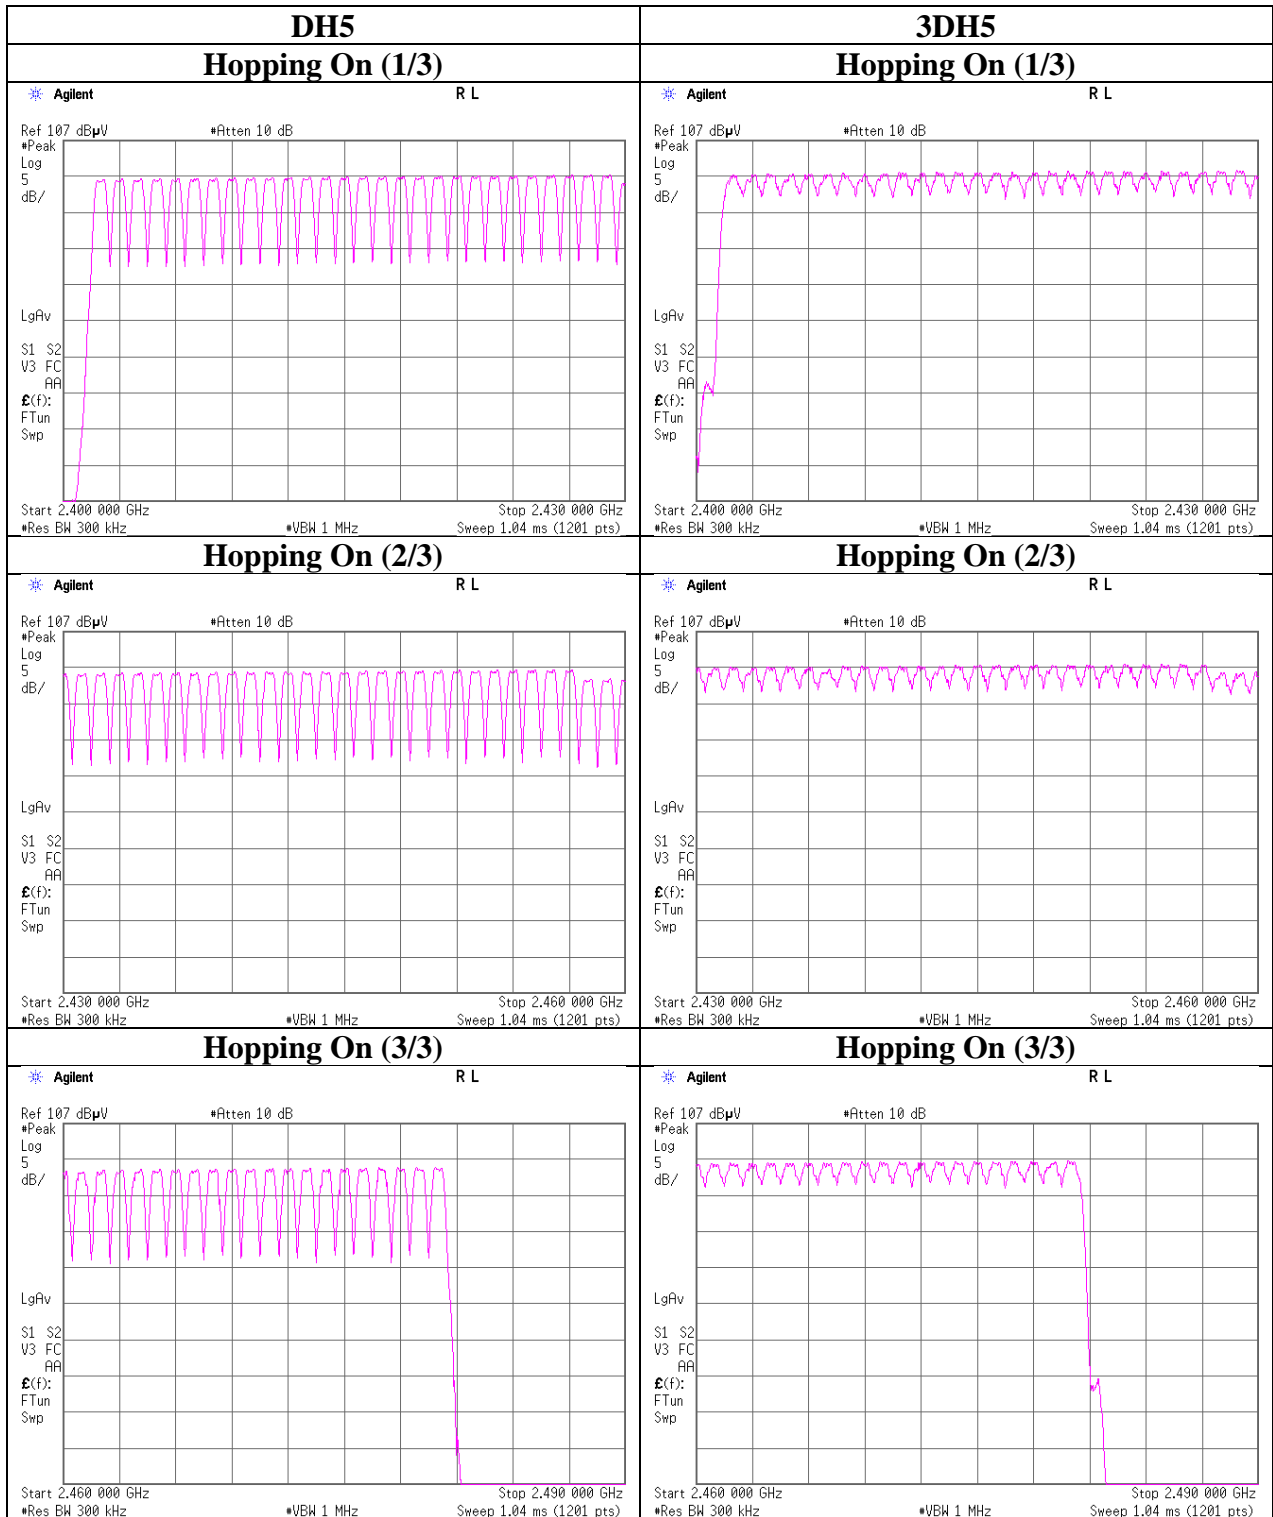 DH5 3DH5
Hopping On (1/3) Hopping On (1/3)
Agilent R L
Ref 107 dBµV #Atten 10 dB
#Peak
Log
5
dB/
LgAv
S1 S2
V3 FC
AA
£(f):
FTun
Swp
Start 2.400 000 GHz Stop 2.430 000 GHz
#Res BW 300 kHz #VBW 1 MHz Sweep 1.04 ms (1201 pts)
Agilent R L
Ref 107 dBµV #Atten 10 dB
#Peak
Log
5
dB/
LgAv
S1 S2
V3 FC
AA
£(f):
FTun
Swp
Start 2.400 000 GHz Stop 2.430 000 GHz
#Res BW 300 kHz #VBW 1 MHz Sweep 1.04 ms (1201 pts)
Hopping On (2/3) Hopping On (2/3)
Agilent R L
Ref 107 dBµV #Atten 10 dB
#Peak
Log
5
dB/
LgAv
S1 S2
V3 FC
AA
£(f):
FTun
Swp
Start 2.430 000 GHz Stop 2.460 000 GHz
#Res BW 300 kHz #VBW 1 MHz Sweep 1.04 ms (1201 pts)
Agilent R L
Ref 107 dBµV #Atten 10 dB
#Peak
Log
5
dB/
LgAv
S1 S2
V3 FC
AA
£(f):
FTun
Swp
Start 2.430 000 GHz Stop 2.460 000 GHz
#Res BW 300 kHz #VBW 1 MHz Sweep 1.04 ms (1201 pts)
Hopping On (3/3) Hopping On (3/3)
Agilent R L
Ref 107 dBµV #Atten 10 dB
#Peak
Log
5
dB/
LgAv
S1 S2
V3 FC
AA
£(f):
FTun
Swp
Start 2.460 000 GHz Stop 2.490 000 GHz
#Res BW 300 kHz #VBW 1 MHz Sweep 1.04 ms (1201 pts)
Agilent R L
Ref 107 dBµV #Atten 10 dB
#Peak
Log
5
dB/
LgAv
S1 S2
V3 FC
AA
£(f):
FTun
Swp
Start 2.460 000 GHz Stop 2.490 000 GHz
#Res BW 300 kHz #VBW 1 MHz Sweep 1.04 ms (1201 pts)